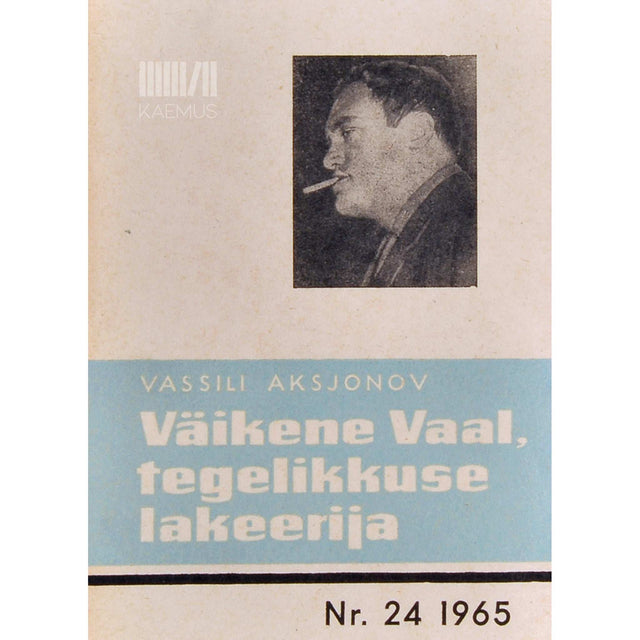 KAEMUS
VASSILI AKSJONOV
Väikene Vaal,
tegelikkuse
lakeerija
Nr. 24 1965